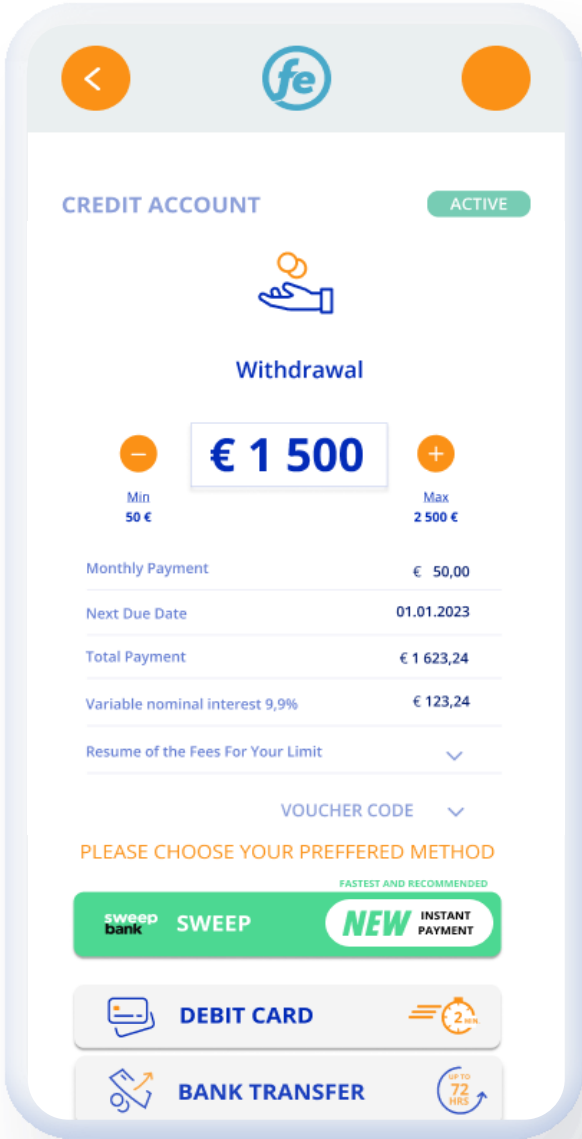 fe
CREDIT ACCOUNT
ACTIVE
Withdrawal
€ 1 500
Min
50 €
Max
2 500 €
Monthly Payment € 50,00
Next Due Date 01.01.2023
Total Payment € 1 623,24
Variable nominal interest 9,9% € 123,24
Resume of the Fees For Your Limit
VOUCHER CODE
PLEASE CHOOSE YOUR PREFFERED METHOD
FASTEST AND RECOMMENDED
sweep
bank
SWEEP
NEW
INSTANT
PAYMENT
DEBIT CARD
2 MIN.
BANK TRANSFER
UP TO
72
HRS